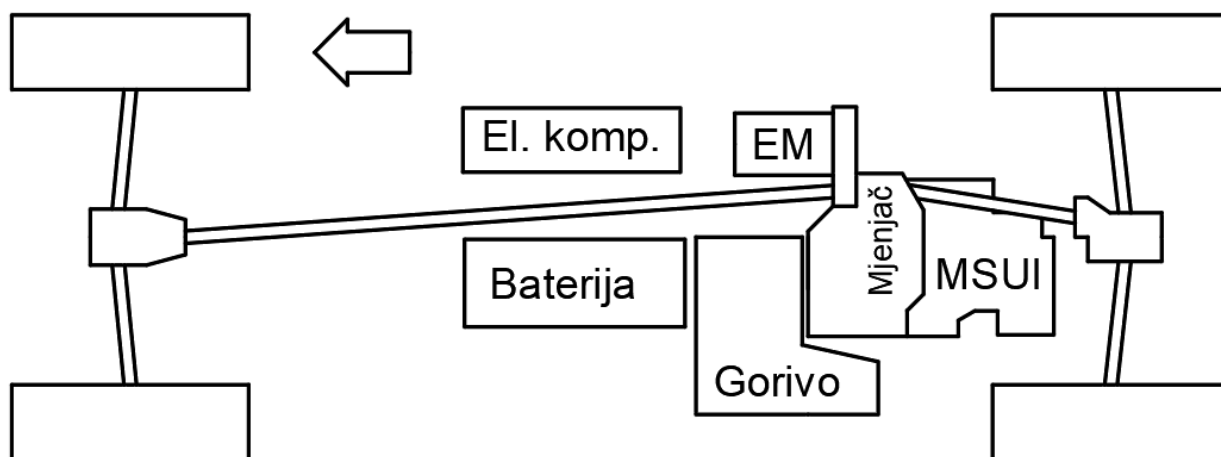 El. komp.
EM
Mjenjač
Baterija
MSUI
Gorivo